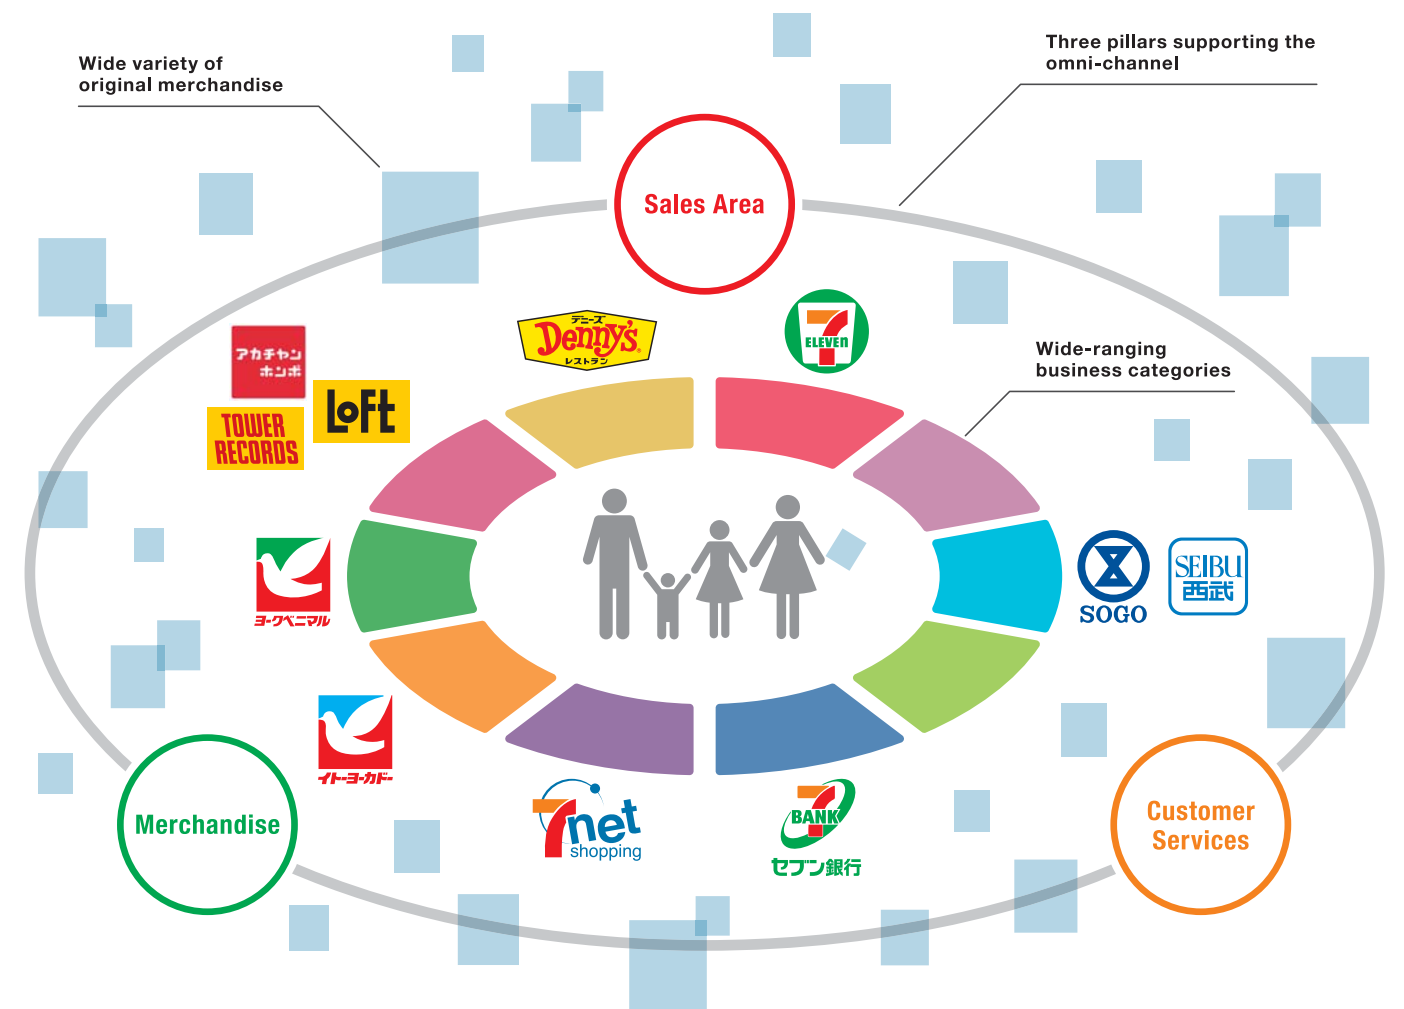 Wide variety of
original merchandise
Three pillars supporting the
omni-channel
Sales Area
デニーズ
Denny's
レストラン
7
ELEVEN
アカチャン
ホンポ
LOFT
TOWER
RECORDS
Wide-ranging
business categories
ヨークベニマル
SOGO
SEIBU
西武
イトーヨーカドー
Merchandise
7net
shopping
7
BANK
セブン銀行
Customer
Services